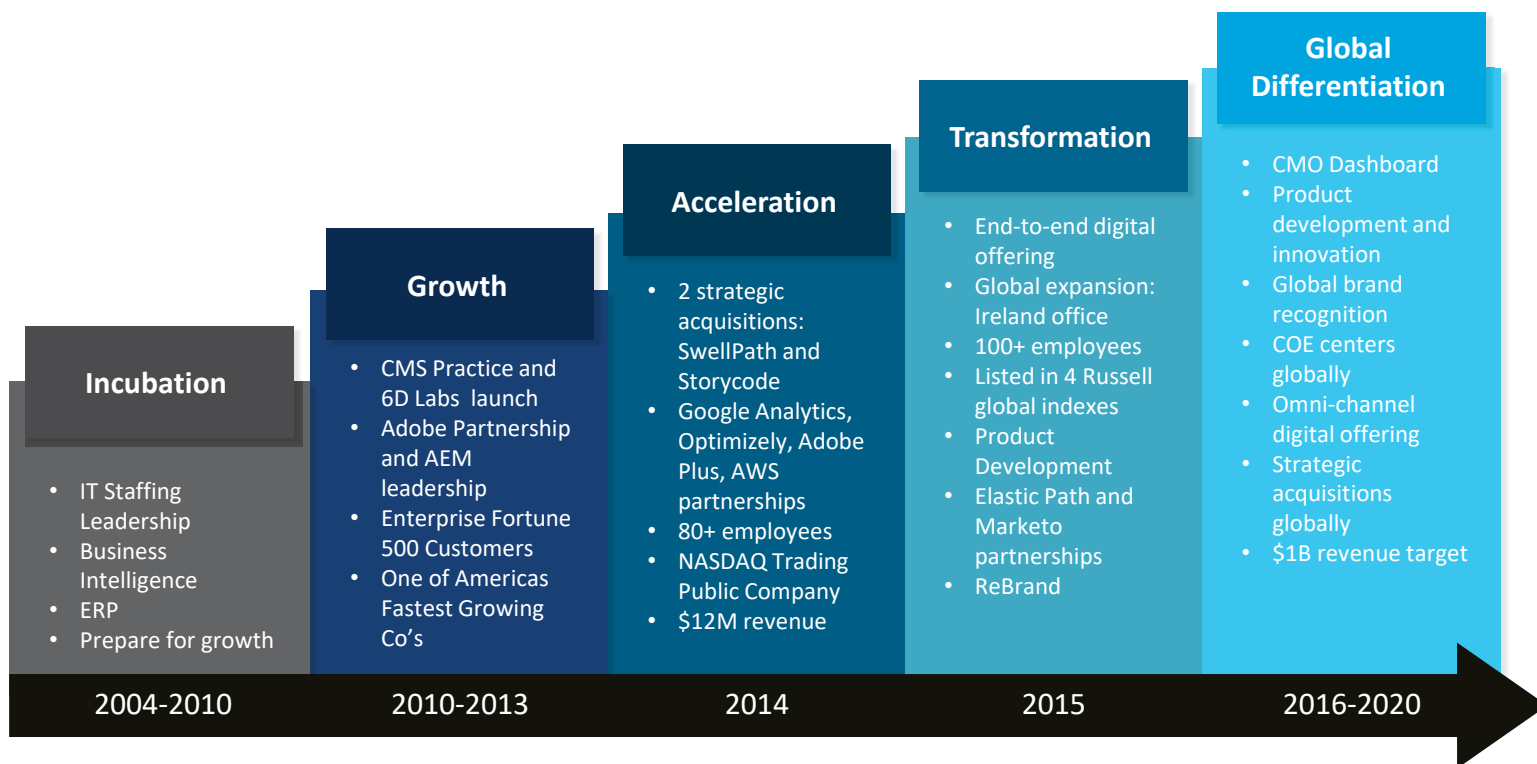 Incubation
• IT Staffing
Leadership
• Business
Intelligence
• ERP
• Prepare for growth
2004-2010
Growth
• CMS Practice and
6D Labs  launch
• Adobe Partnership
and AEM
leadership
• Enterprise Fortune
500 Customers
• One of Americas
Fastest Growing
Co’s
2010-2013
Acceleration
• 2 strategic
acquisitions:
SwellPath and
Storycode
• Google Analytics,
Optimizely, Adobe
Plus, AWS
partnerships
• 80+ employees
• NASDAQ Trading
Public Company
• $12M revenue
2014
Transformation
• End-to-end digital
offering
• Global expansion:
Ireland office
• 100+ employees
• Listed in 4 Russell
global indexes
• Product
Development
• Elastic Path and
Marketo
partnerships
• ReBrand
2015
Global
Differentiation
• CMO Dashboard
• Product
development and
innovation
• Global brand
recognition
• COE centers
globally
• Omni-channel
digital offering
• Strategic
acquisitions
globally
• $1B revenue target
2016-2020